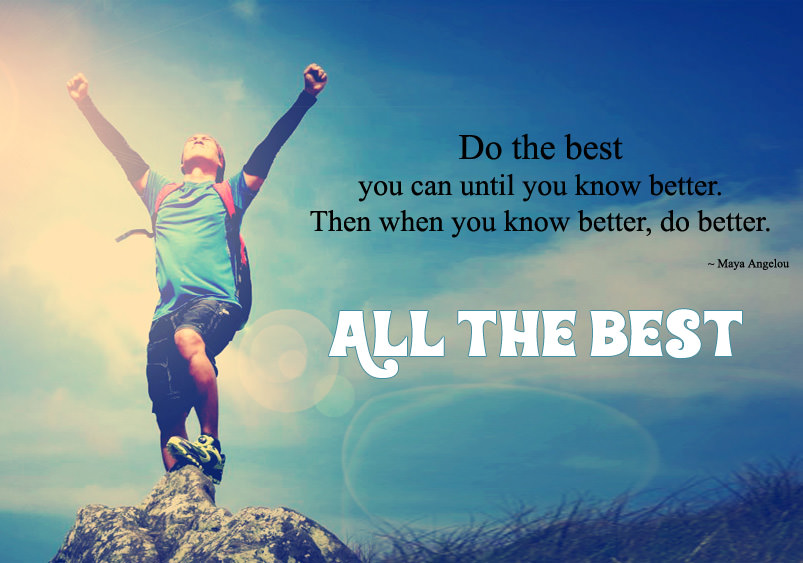 Do the best
you can until you know better.
Then when you know better, do better.
~ Maya Angelou
ALL THE BEST